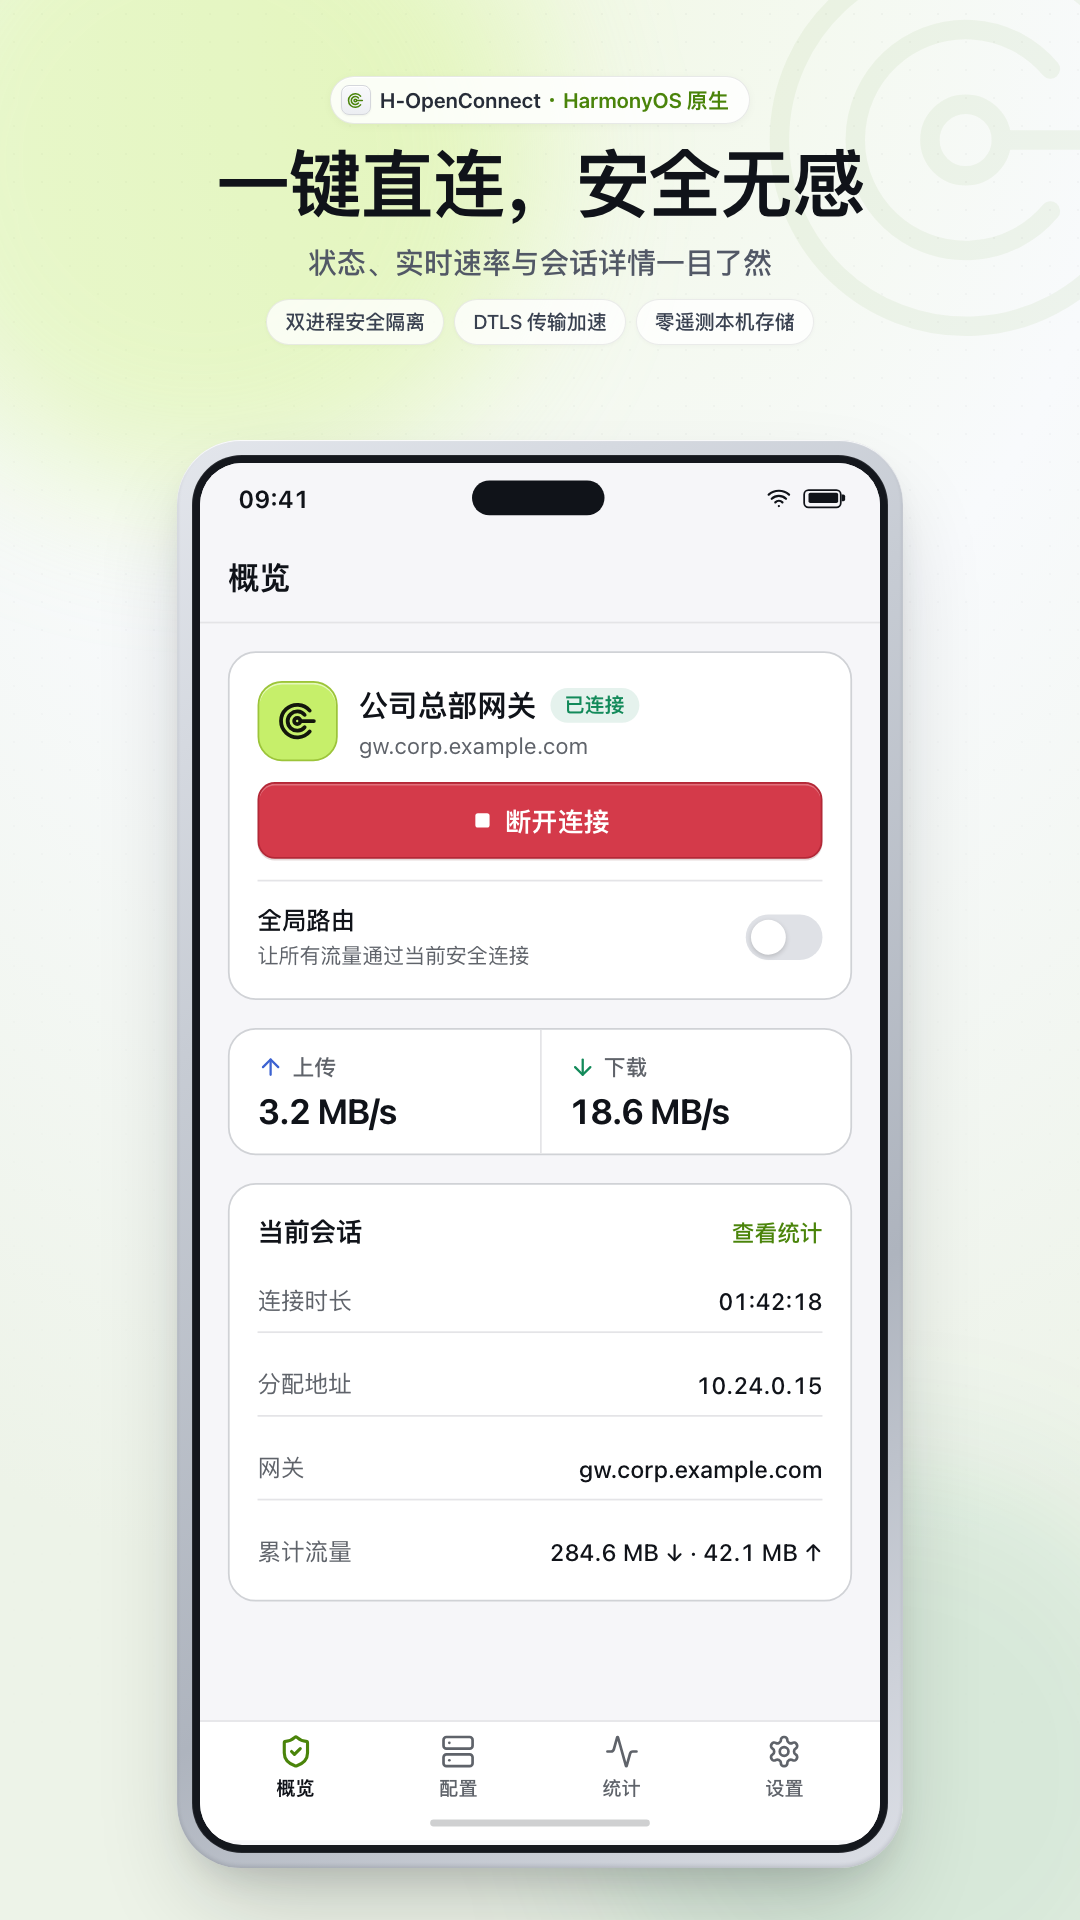 H-OpenConnect · HarmonyOS 原生
一键直连，安全无感
状态、实时速率与会话详情一目了然
双进程安全隔离 DTLS 传输加速 零遥测本机存储
09:41
概览
公司总部网关 已连接
gw.corp.example.com
断开连接
全局路由
让所有流量通过当前安全连接
↑ 上传 ↓ 下载
3.2 MB/s 18.6 MB/s
当前会话 查看统计
连接时长 01:42:18
分配地址 10.24.0.15
网关 gw.corp.example.com
累计流量 284.6 MB ↓ · 42.1 MB ↑
概览 配置 统计 设置